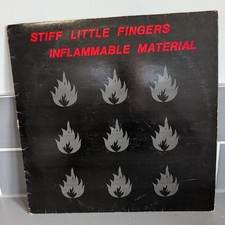 STIFF LITTLE FINGERS
INFLAMMABLE MATERIAL